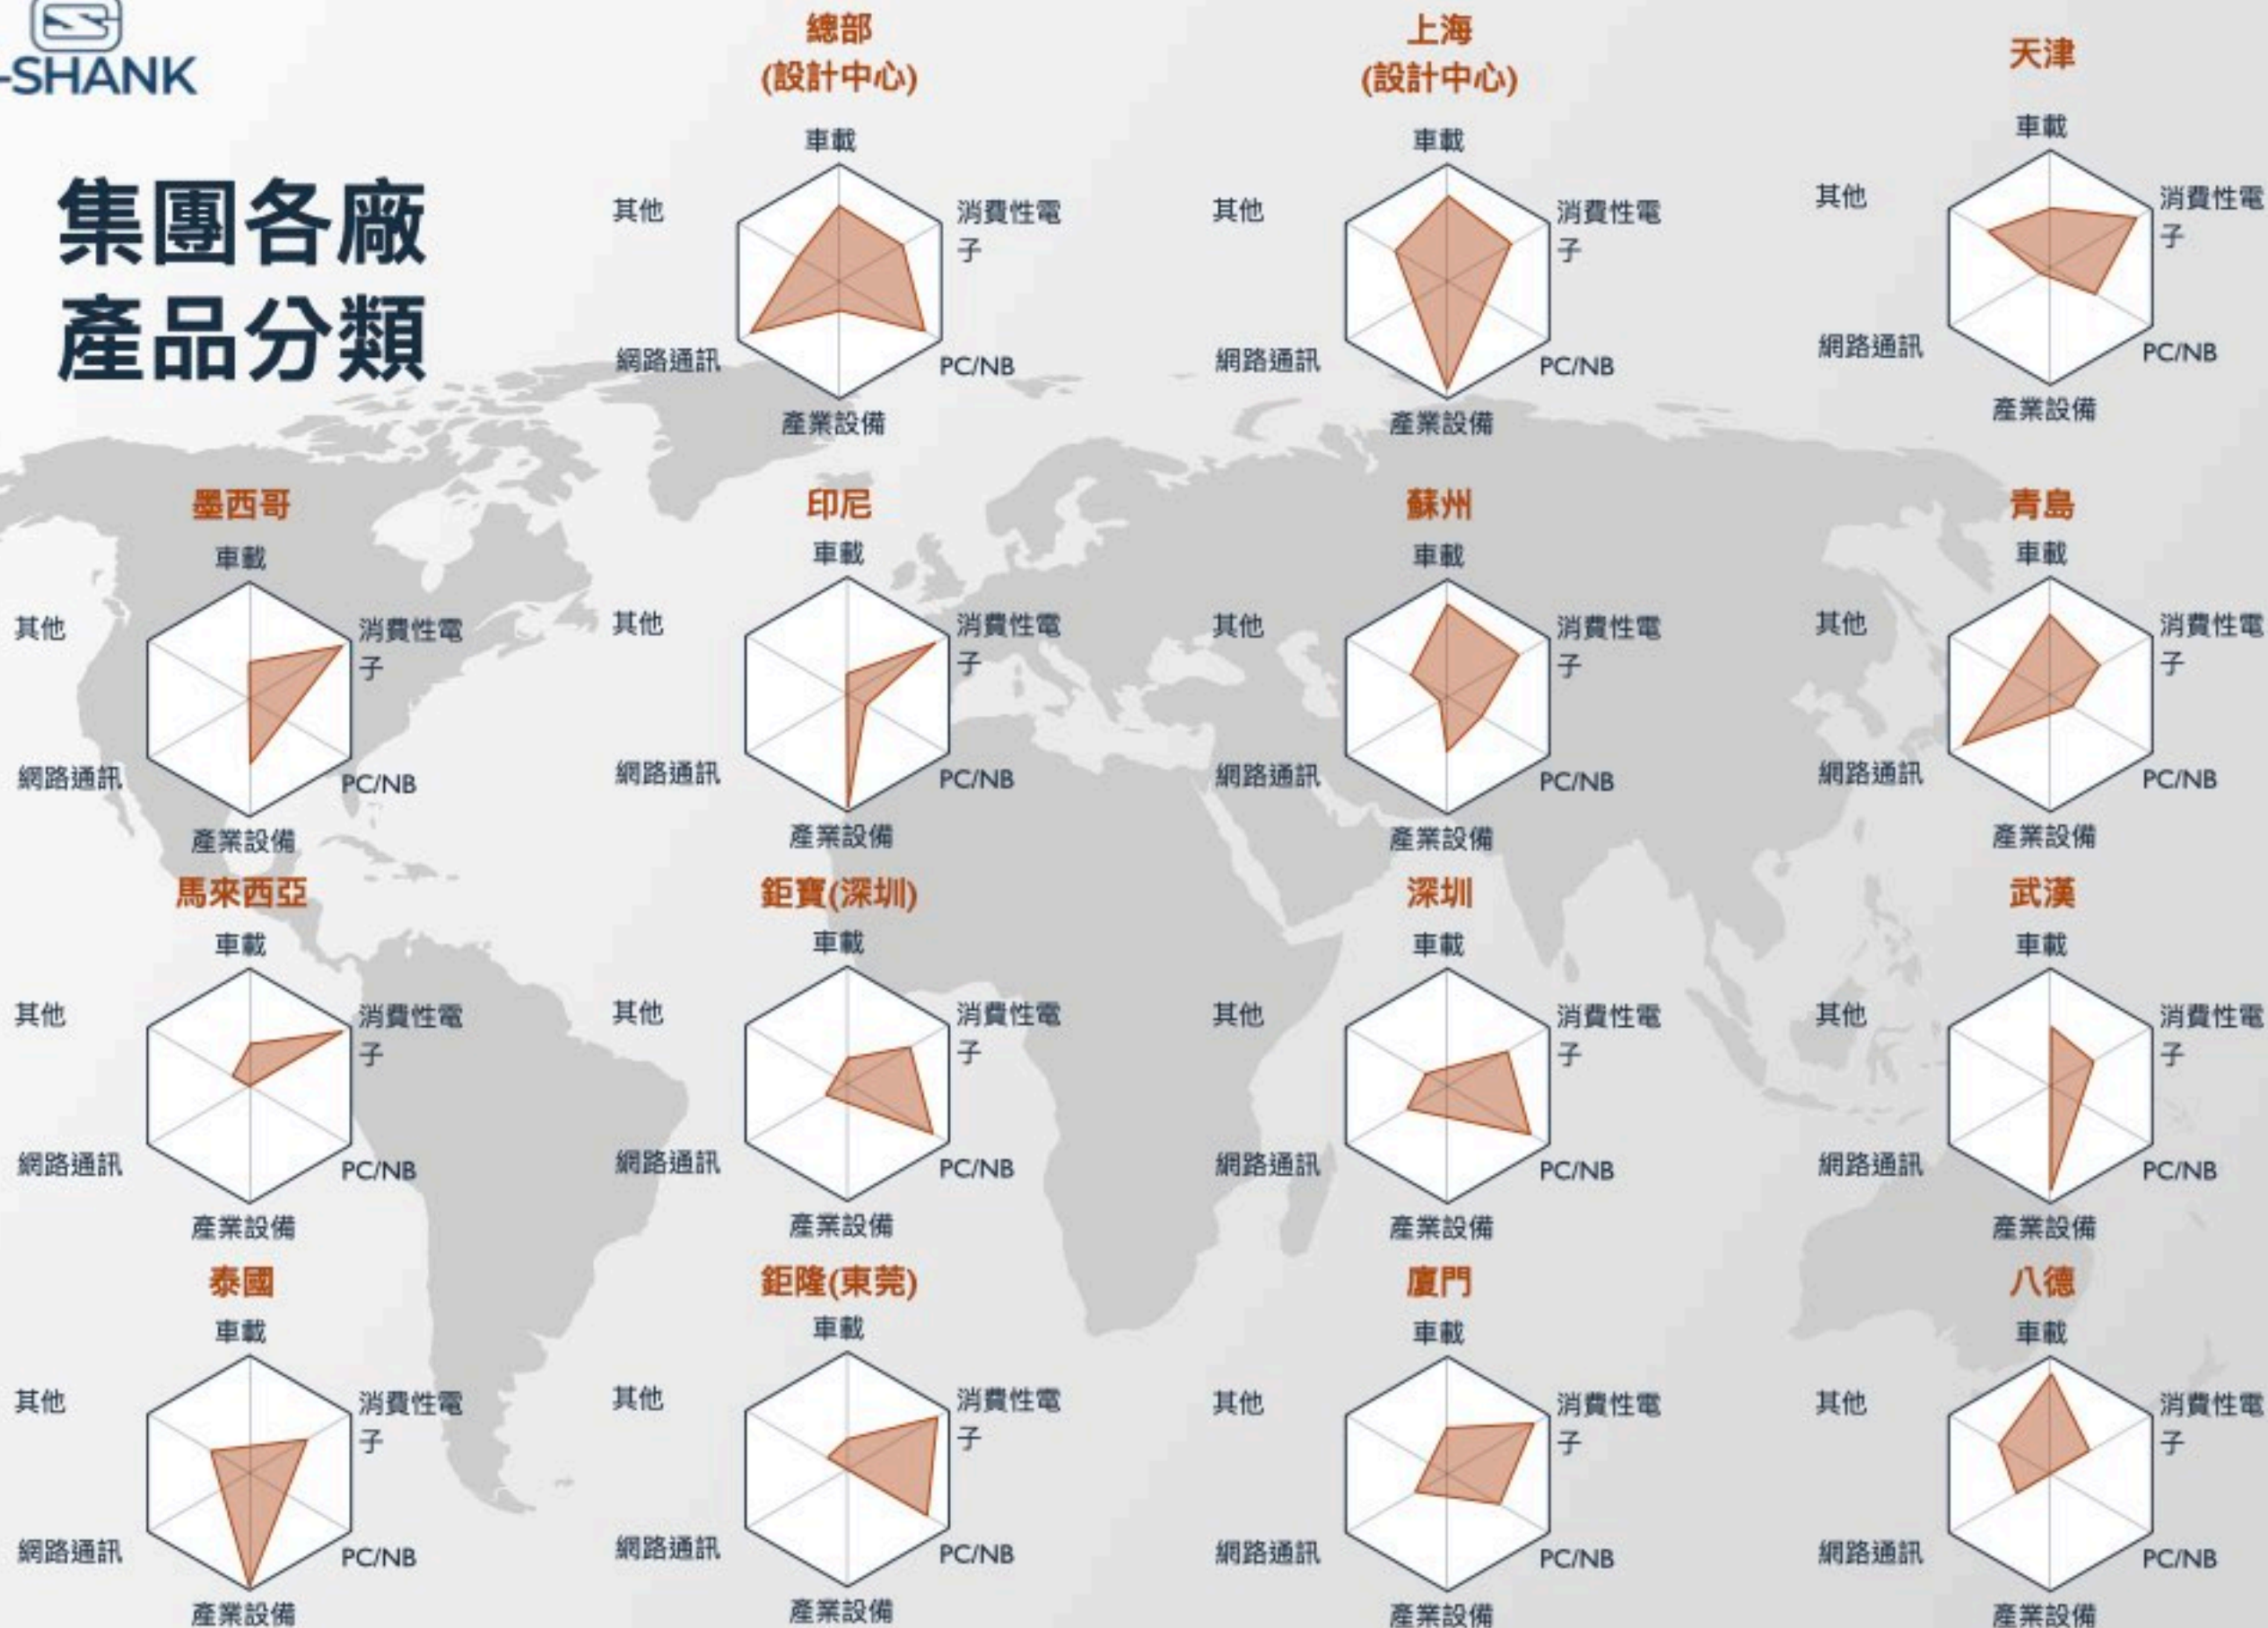 -SHANK
集團各廠
產品分類
總部
(設計中心)
車載
消費性電
子
PC/NB
產業設備
網路通訊
其他
上海
(設計中心)
車載
消費性電
子
PC/NB
產業設備
網路通訊
其他
天津
車載
消費性電
子
PC/NB
產業設備
網路通訊
其他
墨西哥
車載
消費性電
子
PC/NB
產業設備
網路通訊
其他
印尼
車載
消費性電
子
PC/NB
產業設備
網路通訊
其他
蘇州
車載
消費性電
子
PC/NB
產業設備
網路通訊
其他
青島
車載
消費性電
子
PC/NB
產業設備
網路通訊
其他
馬來西亞
車載
消費性電
子
PC/NB
產業設備
網路通訊
其他
鉅寶(深圳)
車載
消費性電
子
PC/NB
產業設備
網路通訊
其他
深圳
車載
消費性電
子
PC/NB
產業設備
網路通訊
其他
武漢
車載
消費性電
子
PC/NB
產業設備
網路通訊
其他
泰國
車載
消費性電
子
PC/NB
產業設備
網路通訊
其他
鉅隆(東莞)
車載
消費性電
子
PC/NB
產業設備
網路通訊
其他
廈門
車載
消費性電
子
PC/NB
產業設備
網路通訊
其他
八德
車載
消費性電
子
PC/NB
產業設備
網路通訊
其他